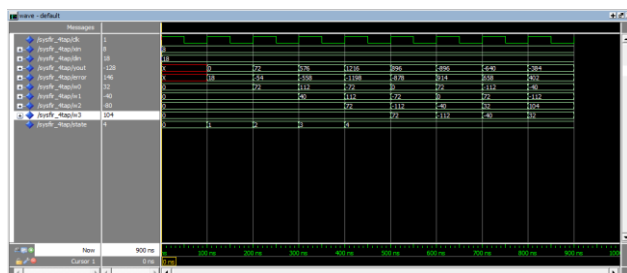 wave - default
Messages
/sysfir_4tap/clk 1
/sysfir_4tap/xin 8 8
/sysfir_4tap/din 18 18
/sysfir_4tap/yout -128 X 0 72 576 1216 896 -896 -640 -384
/sysfir_4tap/error 146 X 18 -54 -558 -1198 -878 914 658 402
/sysfir_4tap/w0 32 0 72 112 -72 0 72 -112 -40
/sysfir_4tap/w1 -40 0 40 112 -72 0 72 -112
/sysfir_4tap/w2 -80 0 72 -112 -40 32 104
/sysfir_4tap/w3 104 0 72 -112 -40 32
/sysfir_4tap/state 4 0 1 2 3 4
Now 900 ns 100 ns 200 ns 300 ns 400 ns 500 ns 600 ns 700 ns 800 ns 900 ns
Cursor 1 0 ns 0 ns